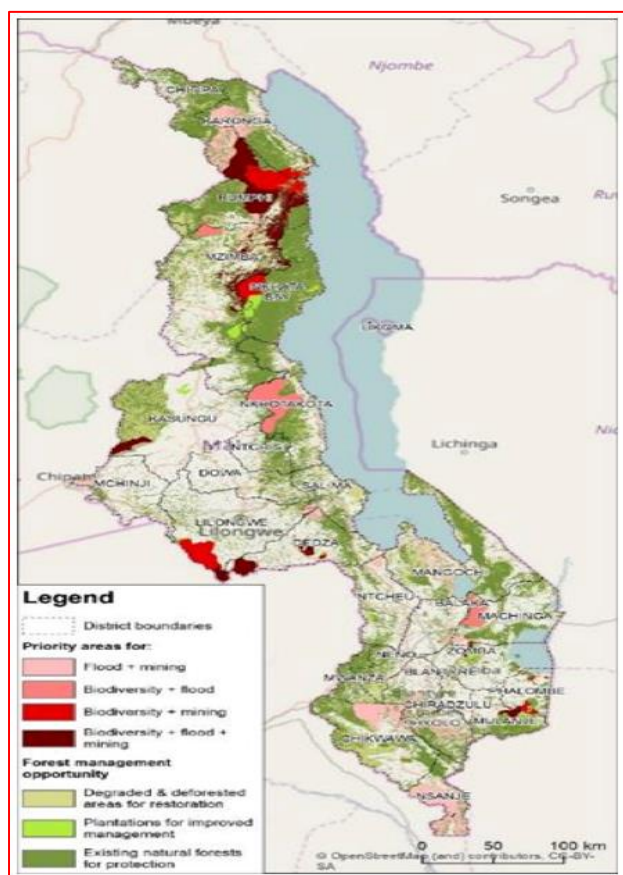 Mbeya
Njombe
CHITIPA
KARONGA
Songea
RUMPHI
MZIMBA
NKHATA
BAY
LIKOMA
NKHOTAKOTA
KASUNGU
Lichinga
NTCHISI
Chipata
DOWA
MCHINJI
SALIMA
LILONGWE
Lilongwe
DEDZA
MANGOCHI
NTCHEU
BALAKA
MACHINGA
NENO
ZOMBA
MWANZA
BLANTYRE
PHALOMBE
CHIRADZULU
THYOLO
MULANJE
CHIKWAWA
NSANJE
Legend
District boundaries
Priority areas for:
Flood + mining
Biodiversity + flood
Biodiversity + mining
Biodiversity + flood +
mining
Forest management
opportunity
Degraded & deforested
areas for restoration
Plantations for improved
management
Existing natural forests
for protection
0 50 100 km
© OpenStreetMap (and) contributors, CC-BY-
SA